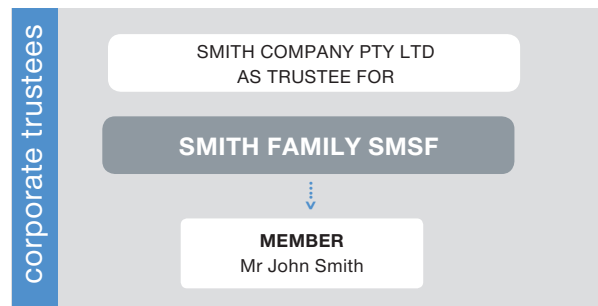 corporate trustees
SMITH COMPANY PTY LTD
AS TRUSTEE FOR
SMITH FAMILY SMSF
MEMBER
Mr John Smith